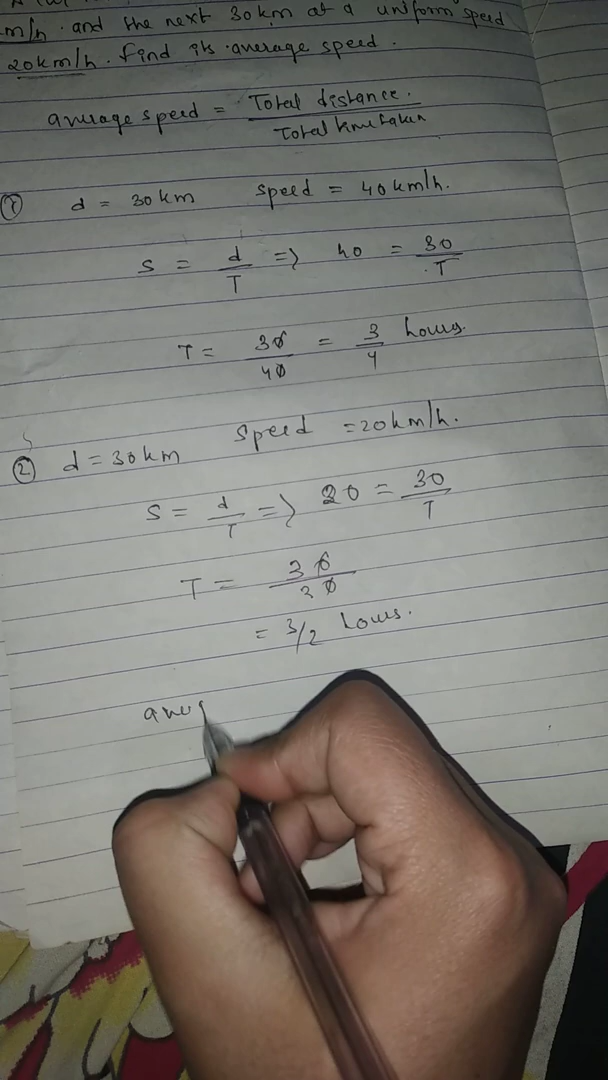 m/h. and the next 30 km at a uniform speed
20km/h. find its average speed.
average speed = Total distance.
Total time taken
① d = 30 km speed = 40 km/h.
S = d/T => 40 = 30/T
T = 30/40 = 3/4 hours.
② d = 30 km speed = 20 km/h.
S = d/T => 20 = 30/T
T = 30/20
= 3/2 hours.